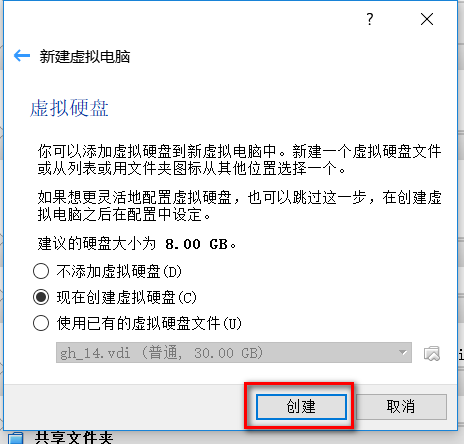 ?
新建虚拟电脑
虚拟硬盘
你可以添加虚拟硬盘到新虚拟电脑中。新建一个虚拟硬盘文件
或从列表或用文件夹图标从其他位置选择一个。
如果想更灵活地配置虚拟硬盘，也可以跳过这一步，在创建虚
拟电脑之后在配置中设定。
建议的硬盘大小为 8.00 GB。
不添加虚拟硬盘(D)
现在创建虚拟硬盘(C)
使用已有的虚拟硬盘文件(U)
gh_14.vdi (普通, 30.00 GB)
创建
取消
共享文件夹